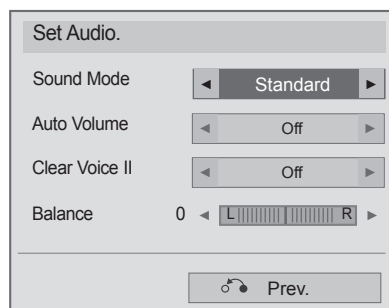 Set Audio.
Sound Mode ◄ Standard ►
Auto Volume ◄ Off ►
Clear Voice II ◄ Off ►
Balance 0 ◄ L R ►
Prev.